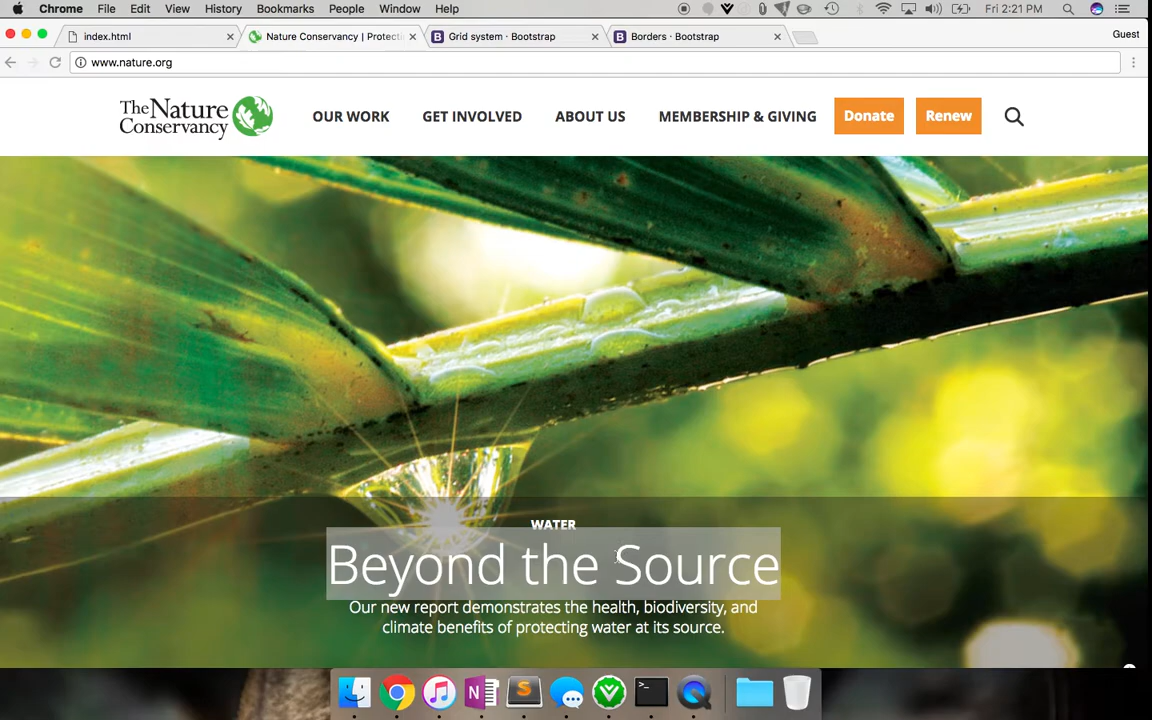 Chrome File Edit View History Bookmarks People Window Help Fri 2:21 PM
index.html Nature Conservancy | Protecti Grid system · Bootstrap Borders · Bootstrap Guest
www.nature.org
The Nature Conservancy
OUR WORK GET INVOLVED ABOUT US MEMBERSHIP & GIVING Donate Renew
WATER
Beyond the Source
Our new report demonstrates the health, biodiversity, and
climate benefits of protecting water at its source.